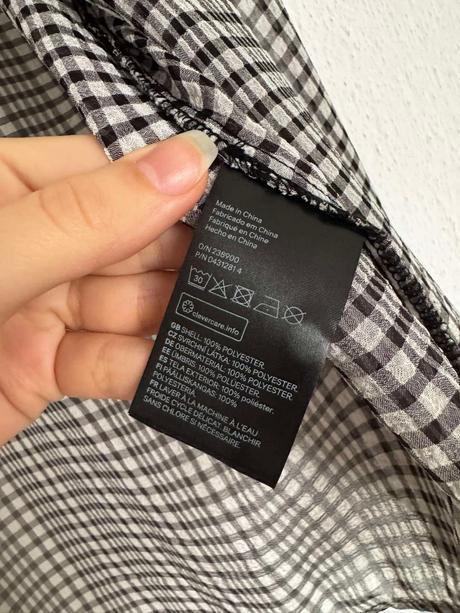 Made in China
Fabricado em China
Fabriqué en Chine
Hecho en China
O/N 238900
P/N 0431281 4
30
clevercare.info
GB SHELL: 100% POLYESTER.
CZ SVRCHNÍ LÁTKA: 100% POLYESTER.
DE OBERMATERIAL: 100% POLYESTER.
EE ÜMBRIS: 100% POLÜESTER.
ES TELA EXTERIOR: 100% poliéster.
FI PÄÄLLISKANGAS: 100%
POLYESTERIÄ
FR LAVER À LA MACHINE À L'EAU
FROIDE CYCLE DÉLICAT. BLANCHIR
SANS CHLORE SI NÉCESSAIRE.